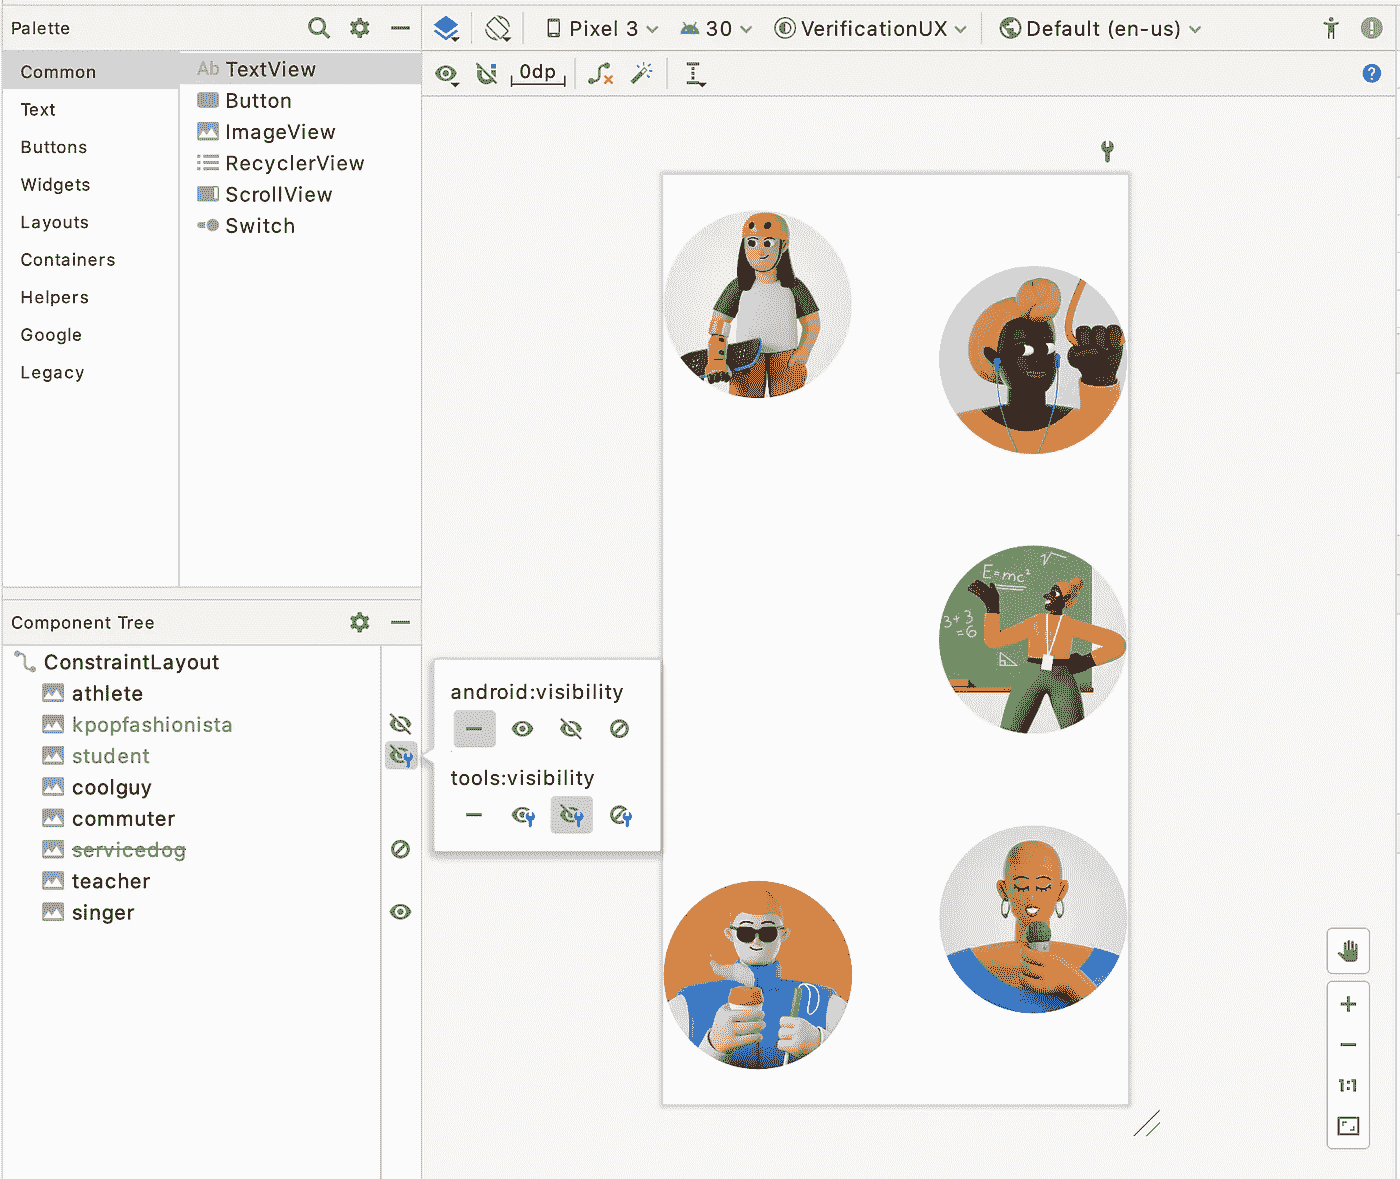 Palette
Pixel 3
30
VerificationUX
Default (en-us)
Common
Text
Buttons
Widgets
Layouts
Containers
Helpers
Google
Legacy
Ab TextView
Button
ImageView
RecyclerView
ScrollView
Switch
0dp
?
E=mc²
3+3
=6
√
Component Tree
ConstraintLayout
athlete
kpopfashionista
student
coolguy
commuter
servicedog
teacher
singer
android:visibility
tools:visibility
1:1